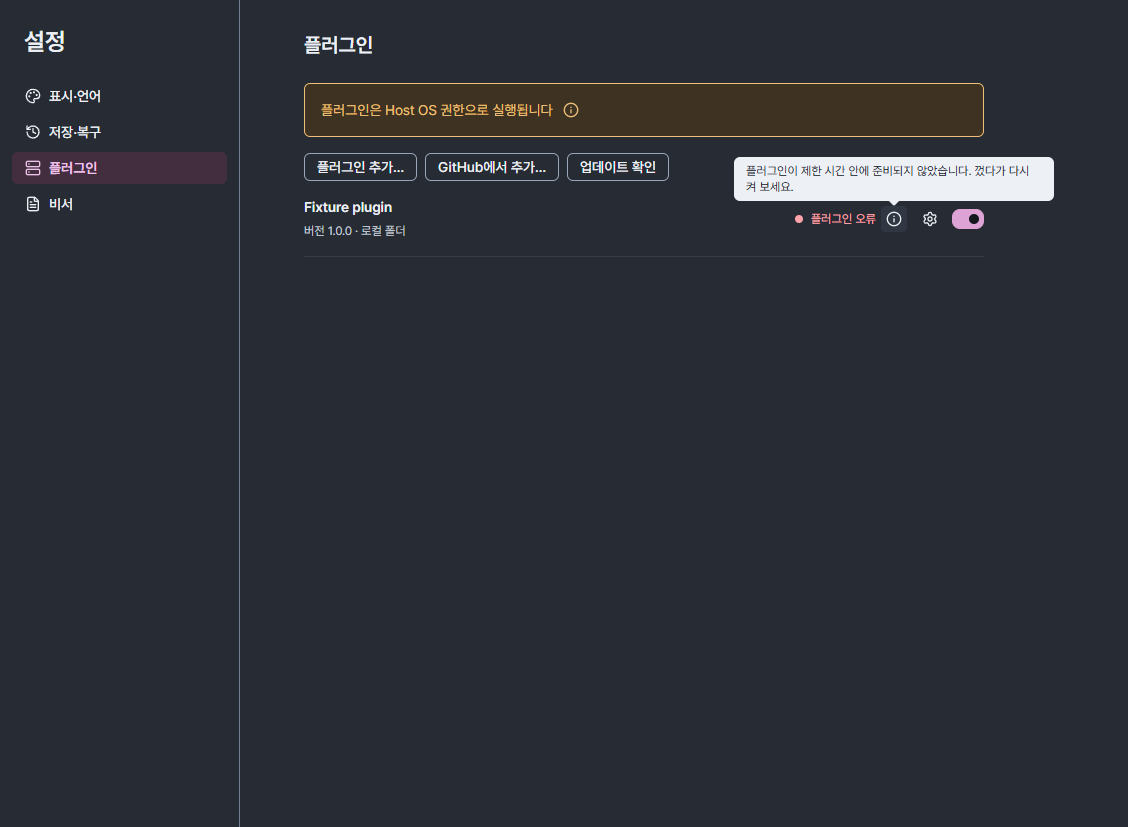 설정
표시·언어
저장·복구
플러그인
비서
플러그인
플러그인은 Host OS 권한으로 실행됩니다
플러그인 추가...
GitHub에서 추가...
업데이트 확인
플러그인이 제한 시간 안에 준비되지 않았습니다. 껐다가 다시
켜 보세요.
Fixture plugin
버전 1.0.0 · 로컬 폴더
플러그인 오류